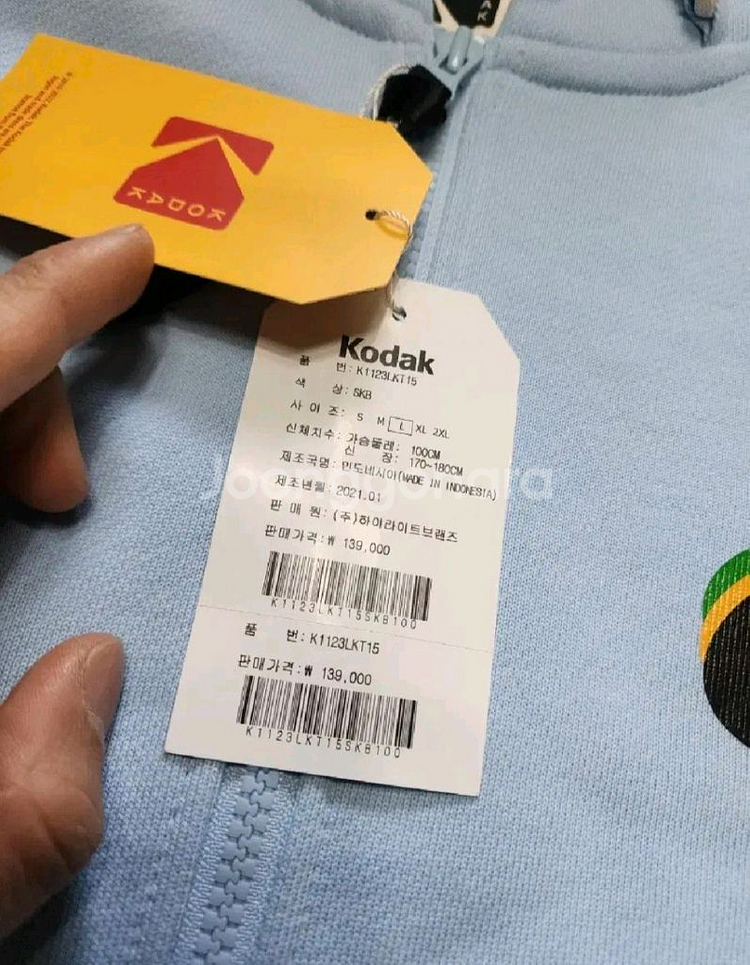 KODAK
Kodak
품 번: K1123LKT15
색 상: SKB
사 이 즈: S M L XL 2XL
신체치수: 가슴둘레: 100CM
신 장: 170~180CM
제조국명: 인도네시아(MADE IN INDONESIA)
제조년월: 2021.01
판 매 원: (주)하이라이트브랜즈
판매가격:₩ 139,000
K1123LKT15SKB100
품 번: K1123LKT15
판매가격:₩ 139,000
K1123LKT15SKB100
Joonggonara